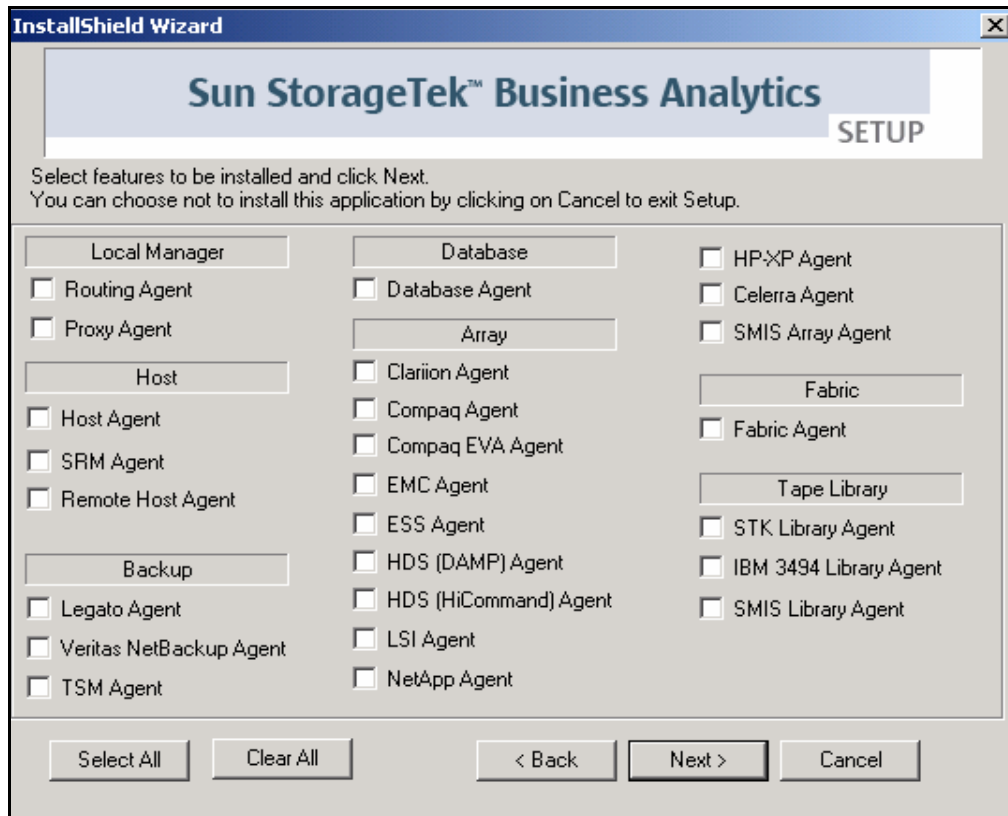 InstallShield Wizard
Sun StorageTek™ Business Analytics
SETUP
Select features to be installed and click Next.
You can choose not to install this application by clicking on Cancel to exit Setup.
Local Manager
Routing Agent
Proxy Agent
Host
Host Agent
SRM Agent
Remote Host Agent
Backup
Legato Agent
Veritas NetBackup Agent
TSM Agent
Database
Database Agent
Array
Clariion Agent
Compaq Agent
Compaq EVA Agent
EMC Agent
ESS Agent
HDS (DAMP) Agent
HDS (HiCommand) Agent
LSI Agent
NetApp Agent
HP-XP Agent
Celerra Agent
SMIS Array Agent
Fabric
Fabric Agent
Tape Library
STK Library Agent
IBM 3494 Library Agent
SMIS Library Agent
Select All
Clear All
< Back
Next >
Cancel